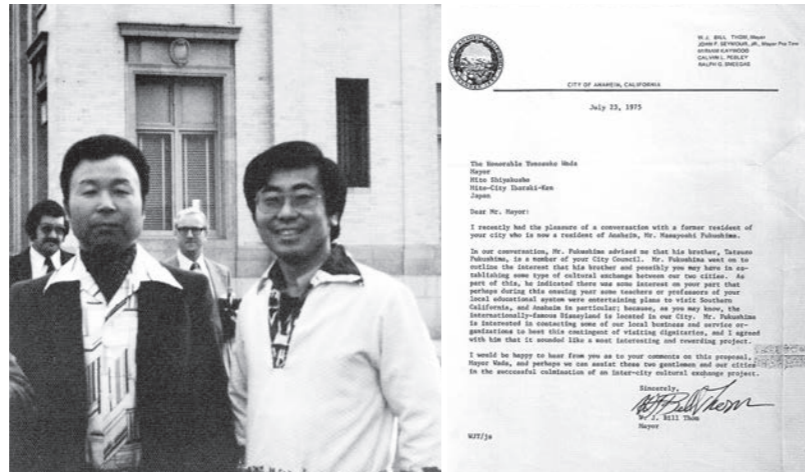 W. J. BILL THOM, Mayor
JOHN F. SEYMOUR, JR., Mayor Pro Tem
MIRIAM KAYWOOD
CALVIN L. PEBLEY
RALPH G. SNEEGAS
CITY OF ANAHEIM, CALIFORNIA
July 23, 1975
The Honorable Yonosuke Wada
Mayor
Mito Shiyakusho
Mito-City Ibaraki-Ken
Japan
Dear Mr. Mayor:
I recently had the pleasure of a conversation with a former resident of
your city who is now a resident of Anaheim, Mr. Masayoshi Fukushima.
In our conversation, Mr. Fukushima advised me that his brother, Tatsuo
Fukushima, is a member of your City Council. Mr. Fukushima went on to
outline the interest that his brother and possibly you may have in es-
tablishing some type of cultural exchange between our two cities. As
part of this, he indicated there was some interest on your part that
perhaps during this ensuing year some teachers or professors of your
local educational system were entertaining plans to visit Southern
California, and Anaheim in particular; because, as you may know, the
internationally-famous Disneyland is located in our City. Mr. Fukushima
is interested in contacting some of our local business and service or-
ganizations to host this contingent of visiting dignitaries, and I agreed
with him that it sounded like a most interesting and rewarding project.
I would be happy to hear from you as to your comments on this proposal,
Mayor Wada, and perhaps we can assist these two gentlemen and our cities
in the successful culmination of an inter-city cultural exchange project.
Sincerely,
W. J. Bill Thom
W. J. Bill Thom
Mayor
WJT/js